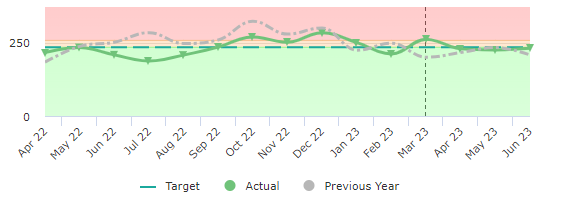 250
0
Apr 22
May 22
Jun 22
Jul 22
Aug 22
Sep 22
Oct 22
Nov 22
Dec 22
Jan 23
Feb 23
Mar 23
Apr 23
May 23
Jun 23
Target Actual Previous Year